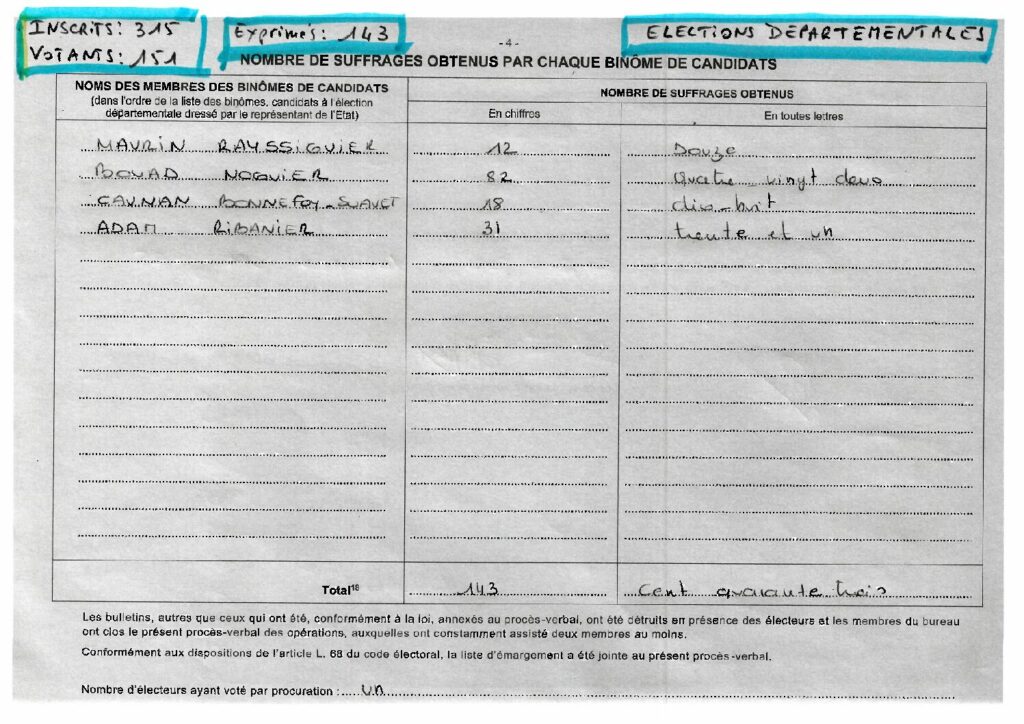 INSCRITS: 315
VOTANTS: 151
Exprimés: 143
ELECTIONS DEPARTEMENTALES
-4-
NOMBRE DE SUFFRAGES OBTENUS PAR CHAQUE BINÔME DE CANDIDATS
NOMS DES MEMBRES DES BINÔMES DE CANDIDATS
(dans l'ordre de la liste des binômes, candidats à l'élection
départementale dressé par le représentant de l'Etat)
NOMBRE DE SUFFRAGES OBTENUS
En chiffres
En toutes lettres
MAURIN RAYSSIGUIER 12 Douze
BOUAD NOGUIER 82 Quatre vingt deux
CAUNAN BONNEFOY-SUAVET 18 dix-huit
ADAM RIBANIER 31 trente et un
Total18 143 Cent quarante trois
Les bulletins, autres que ceux qui ont été, conformément à la loi, annexés au procès-verbal, ont été détruits en présence des électeurs et les membres du bureau
ont clos le présent procès-verbal des opérations, auxquelles ont constamment assisté deux membres au moins.
Conformément aux dispositions de l'article L. 68 du code électoral, la liste d'émargement a été jointe au présent procès-verbal.
Nombre d'électeurs ayant voté par procuration : un